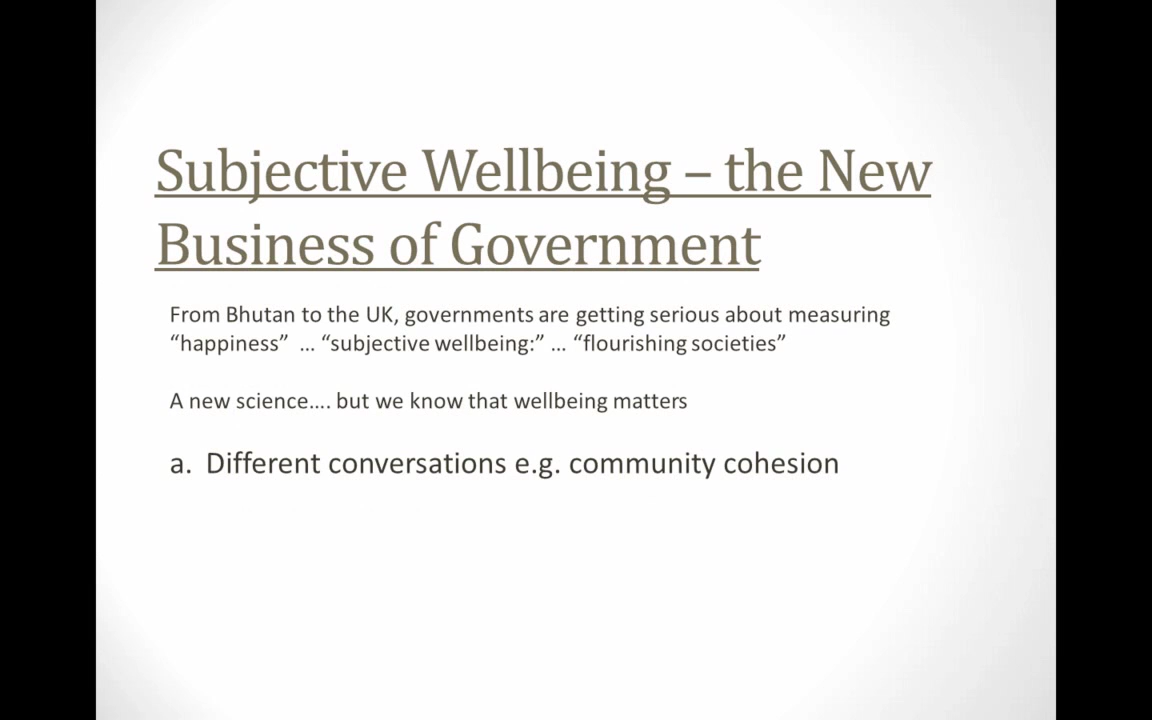 Subjective Wellbeing – the New
Business of Government
From Bhutan to the UK, governments are getting serious about measuring
“happiness”  ... “subjective wellbeing:” ... “flourishing societies”
A new science…. but we know that wellbeing matters
a. Different conversations e.g. community cohesion